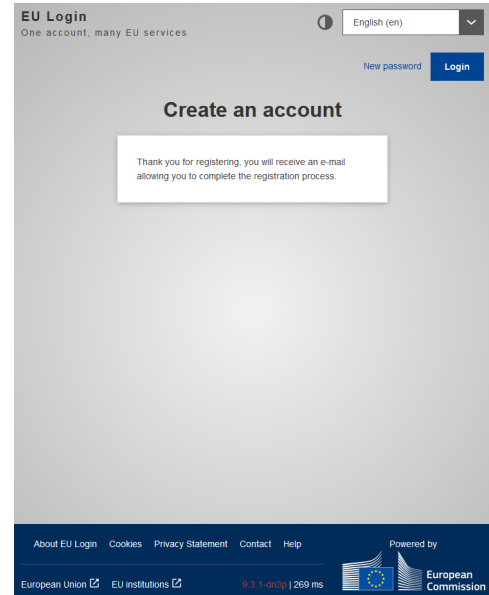 EU Login
One account, many EU services
English (en)
New password
Login
Create an account
Thank you for registering, you will receive an e-mail
allowing you to complete the registration process.
About EU Login Cookies Privacy Statement Contact Help
Powered by
European Union EU institutions 9.3.1-dn3p | 269 ms
European
Commission